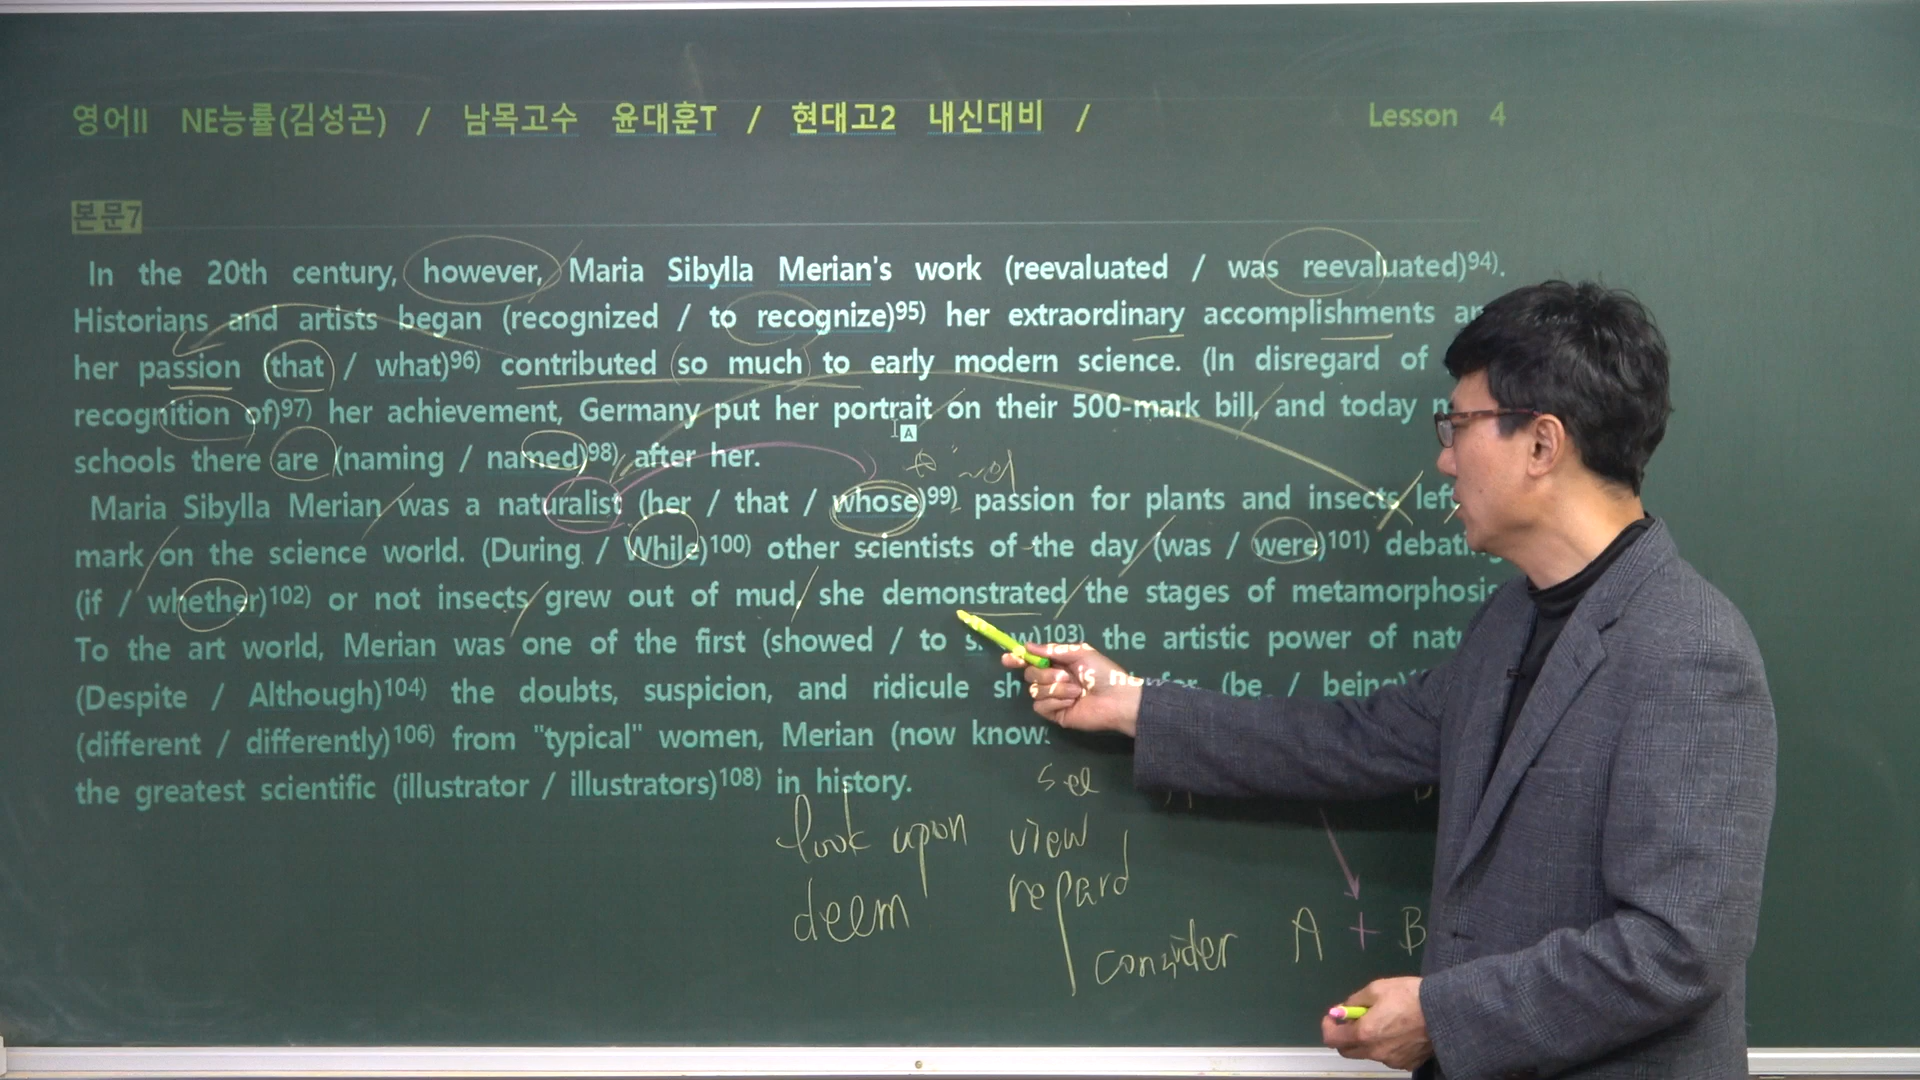 영어II NE능률(김성곤) / 남목고수 윤대훈T / 현대고2 내신대비 / Lesson 4
본문7
In the 20th century, however, Maria Sibylla Merian's work (reevaluated / was reevaluated)94).
Historians and artists began (recognized / to recognize)95) her extraordinary accomplishments
her passion (that / what)96) contributed so much to early modern science. (In disregard of
recognition of)97) her achievement, Germany put her portrait on their 500-mark bill, and today
schools there are (naming / named)98) after her.
Maria Sibylla Merian was a naturalist (her / that / whose)99) passion for plants and insects left
mark on the science world. (During / While)100) other scientists of the day (was / were)101)
(if / whether)102) or not insects grew out of mud, she demonstrated the stages of metamorphosis
To the art world, Merian was one of the first (showed / to 103) the artistic power of
(Despite / Although)104) the doubts, suspicion, and ridicule (be / being)
(different / differently)106) from "typical" women, Merian (now
the greatest scientific (illustrator / illustrators)108) in history.
see
look upon view
deem regard
consider A + B